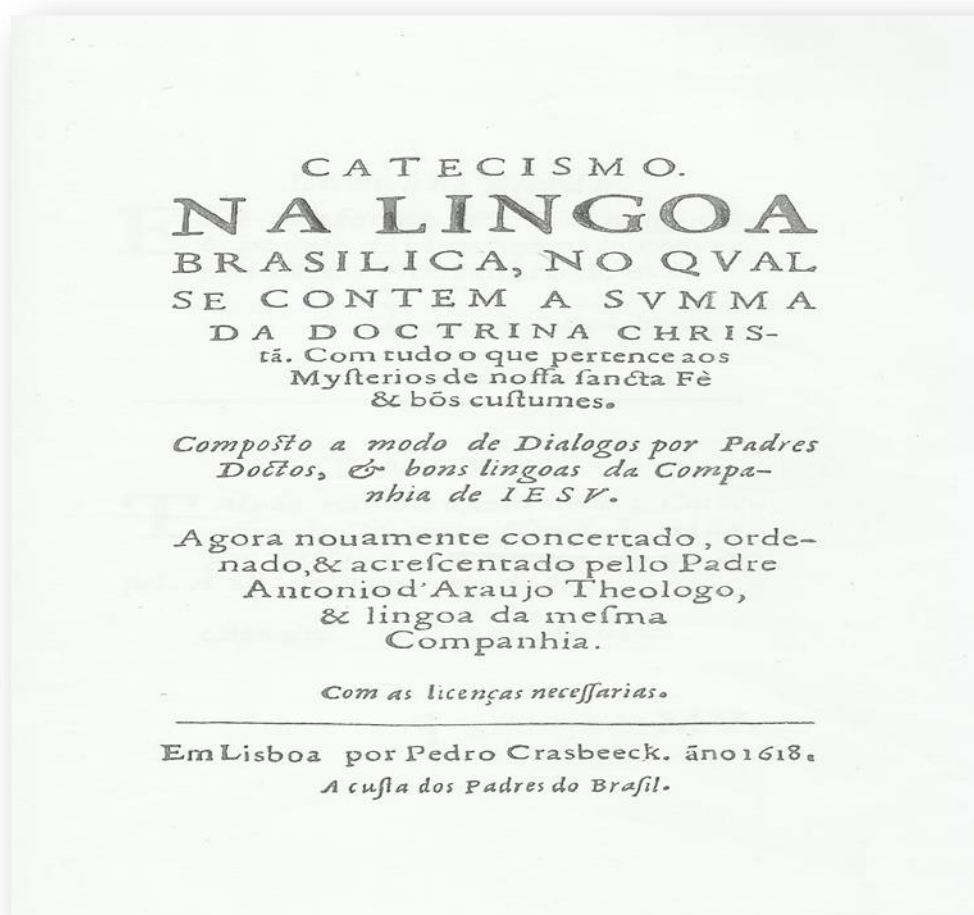 CATECISMO.
NA LINGOA
BRASILICA, NO QVAL
SE CONTEM A SVMMA
DA DOCTRINA CHRIS-
tã. Com tudo o que pertence aos
Myſterios de noſſa ſancta Fè
& bõs cuſtumes.
Compoſto a modo de Dialogos por Padres
Doctos, & bons lingoas da Compa-
nhia de IESV.
Agora nouamente concertado, orde-
nado, & acreſcentado pello Padre
Antonio d'Araujo Theologo,
& lingoa da meſma
Companhia.
Com as licenças neceſſarias.
Em Lisboa por Pedro Crasbeeck. ãno 1618.
A cuſta dos Padres do Braſil.